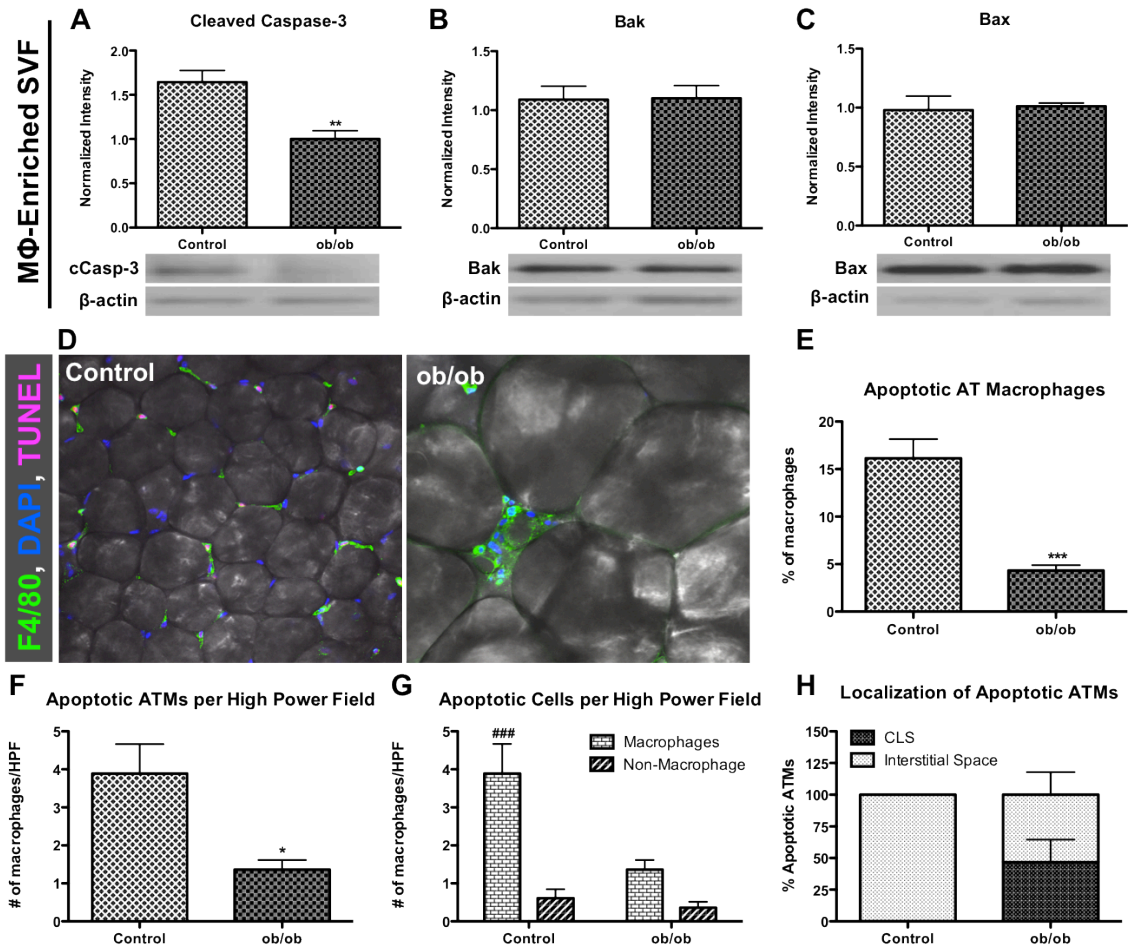 MΦ-Enriched SVF
A
Cleaved Caspase-3
Normalized Intensity
2.0
1.5
1.0
0.5
0.0
**
Control
ob/ob
cCasp-3
β-actin
B
Bak
Normalized Intensity
1.5
1.0
0.5
0.0
Control
ob/ob
Bak
β-actin
C
Bax
Normalized Intensity
1.5
1.0
0.5
0.0
Control
ob/ob
Bax
β-actin
F4/80, DAPI, TUNEL
D
Control
ob/ob
E
Apoptotic AT Macrophages
% of macrophages
20
15
10
5
0
***
Control
ob/ob
F
Apoptotic ATMs per High Power Field
# of macrophages/HPF
5
4
3
2
1
0
*
Control
ob/ob
G
Apoptotic Cells per High Power Field
# of macrophages/HPF
5
4
3
2
1
0
###
Macrophages
Non-Macrophage
Control
ob/ob
H
Localization of Apoptotic ATMs
% Apoptotic ATMs
150
125
100
75
50
25
0
CLS
Interstitial Space
Control
ob/ob